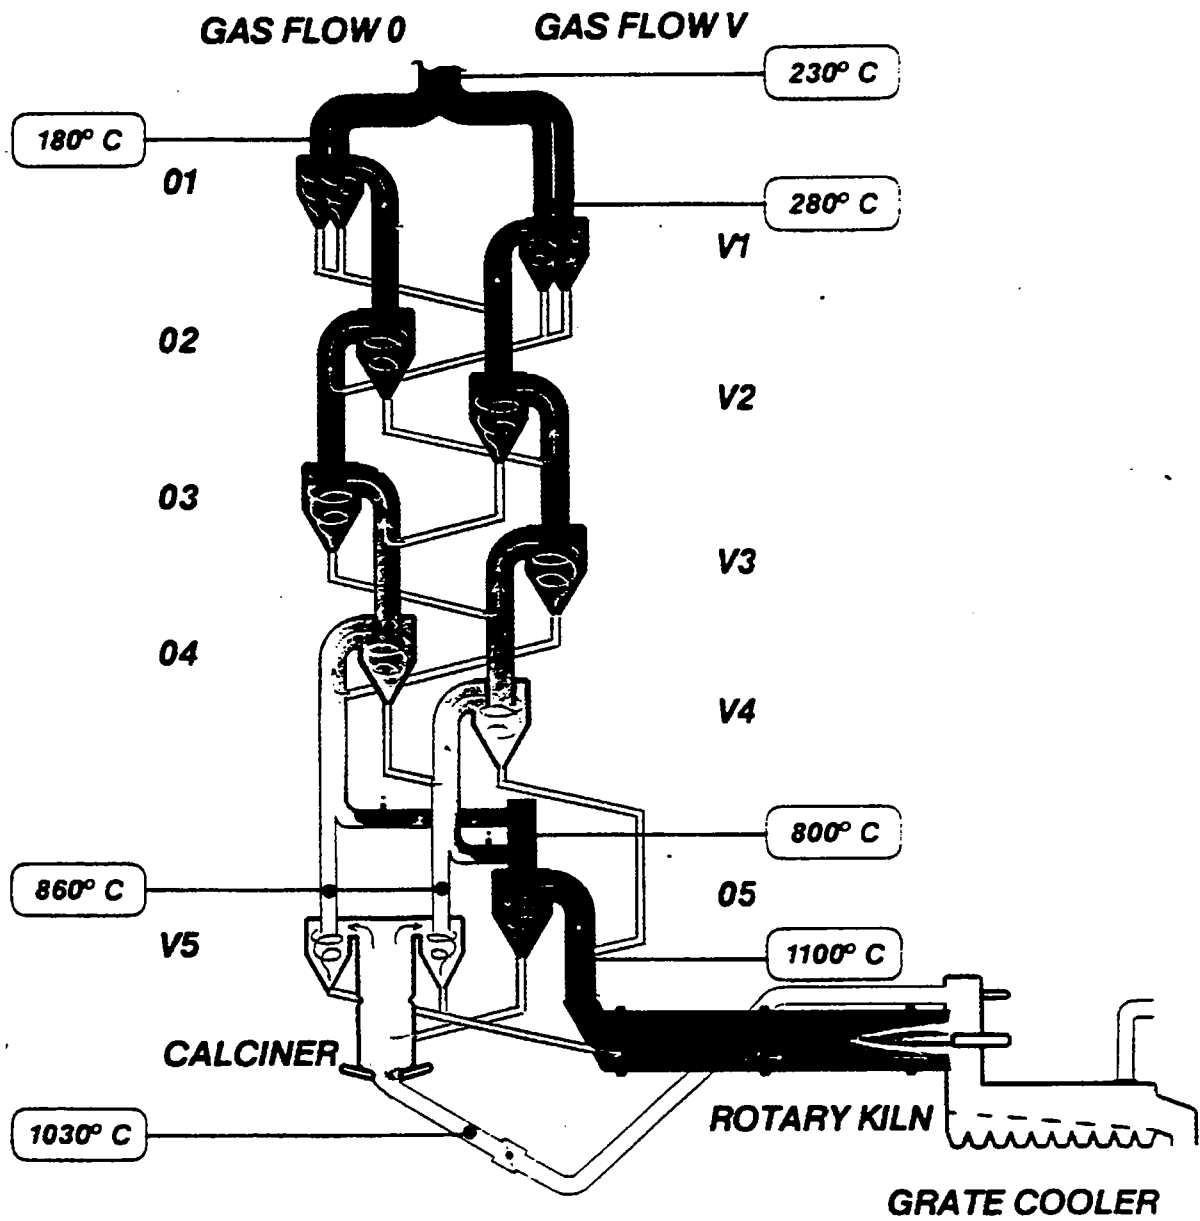 GAS FLOW 0
GAS FLOW V
230° C
180° C
01
280° C
V1
02
V2
03
V3
04
V4
800° C
860° C
05
V5
1100° C
CALCINER
ROTARY KILN
1030° C
GRATE COOLER